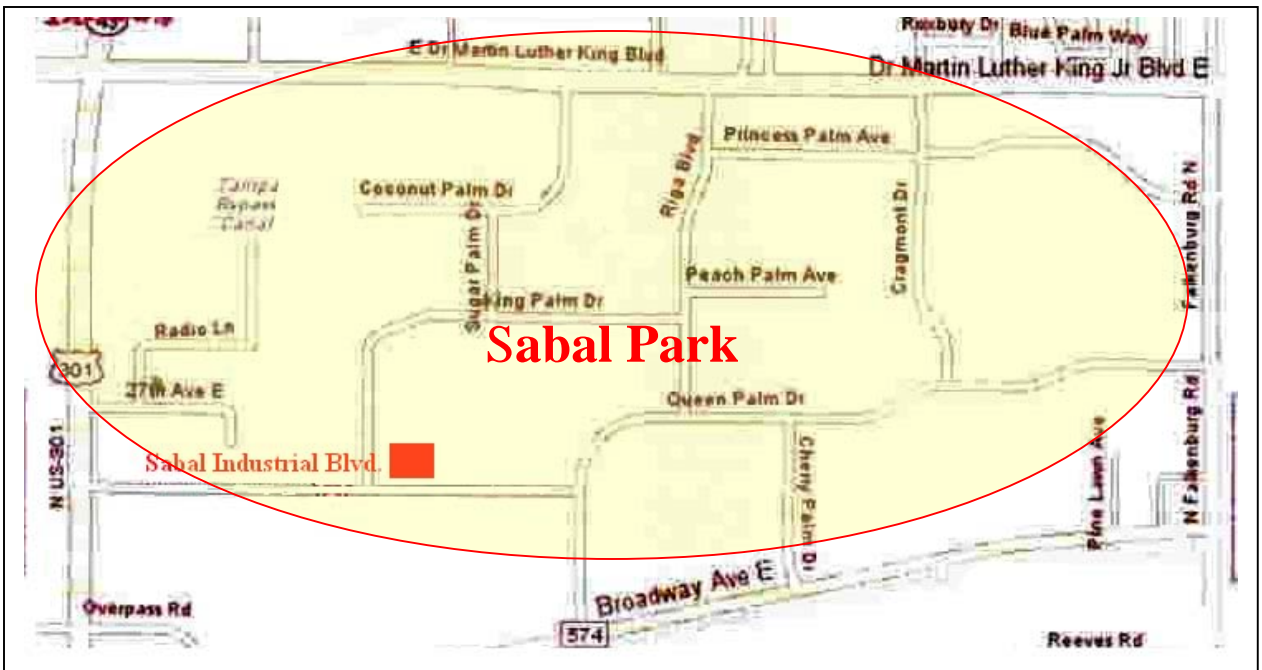 Roxbury Dr
Blue Palm Way
E Dr Martin Luther King Blvd
Dr Martin Luther King Jr Blvd E
Princess Palm Ave
Riga Blvd
Tampa
Bypass
Canal
Coconut Palm Dr
Sugar Palm Dr
Cragmont Dr
Falkenburg Rd N
Peach Palm Ave
King Palm Dr
Radio Ln
Sabal Park
301
27th Ave E
Queen Palm Dr
N US-301
Sabal Industrial Blvd.
Cherry Palm Dr
Pine Lawn Ave
N Falkenburg Rd
Broadway Ave E
Overpass Rd
574
Reeves Rd